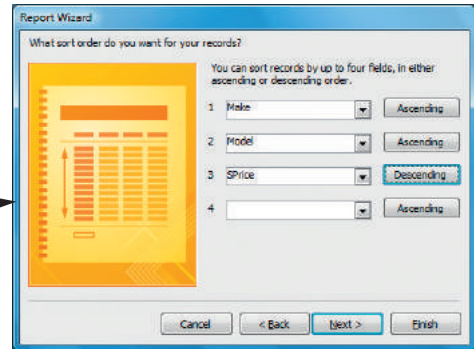 Report Wizard
What sort order do you want for your records?
You can sort records by up to four fields, in either
ascending or descending order.
1 Make Ascending
2 Model Ascending
3 SPrice Descending
4 Ascending
Cancel < Back Next > Finish